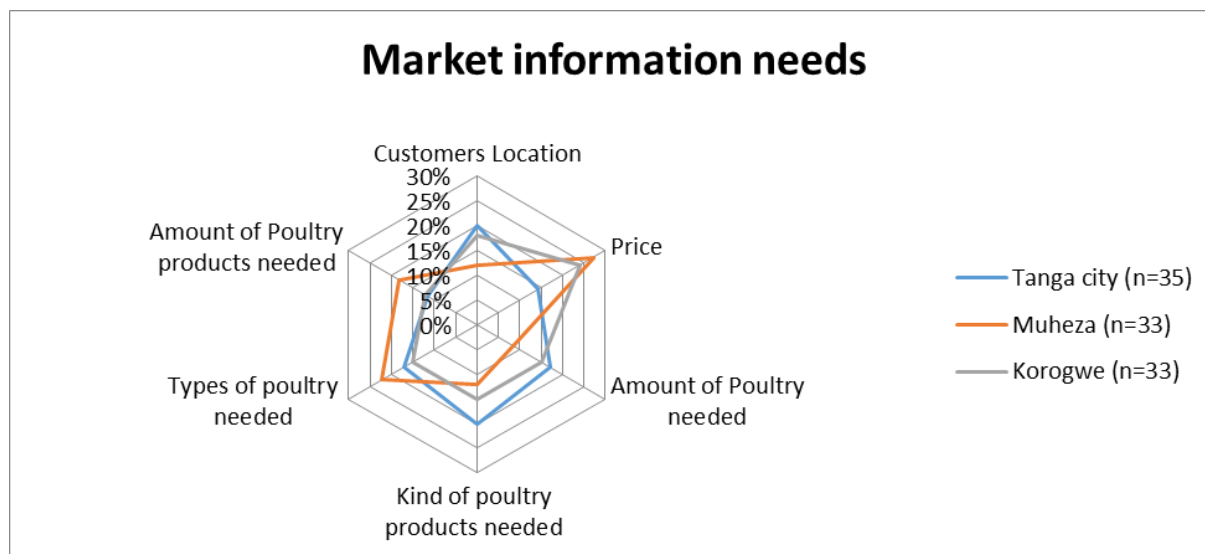 Market information needs
Customers Location
30%
25%
20%
15%
10%
5%
0%
Price
Amount of Poultry
needed
Kind of poultry
products needed
Types of poultry
needed
Amount of Poultry
products needed
Tanga city (n=35)
Muheza (n=33)
Korogwe (n=33)